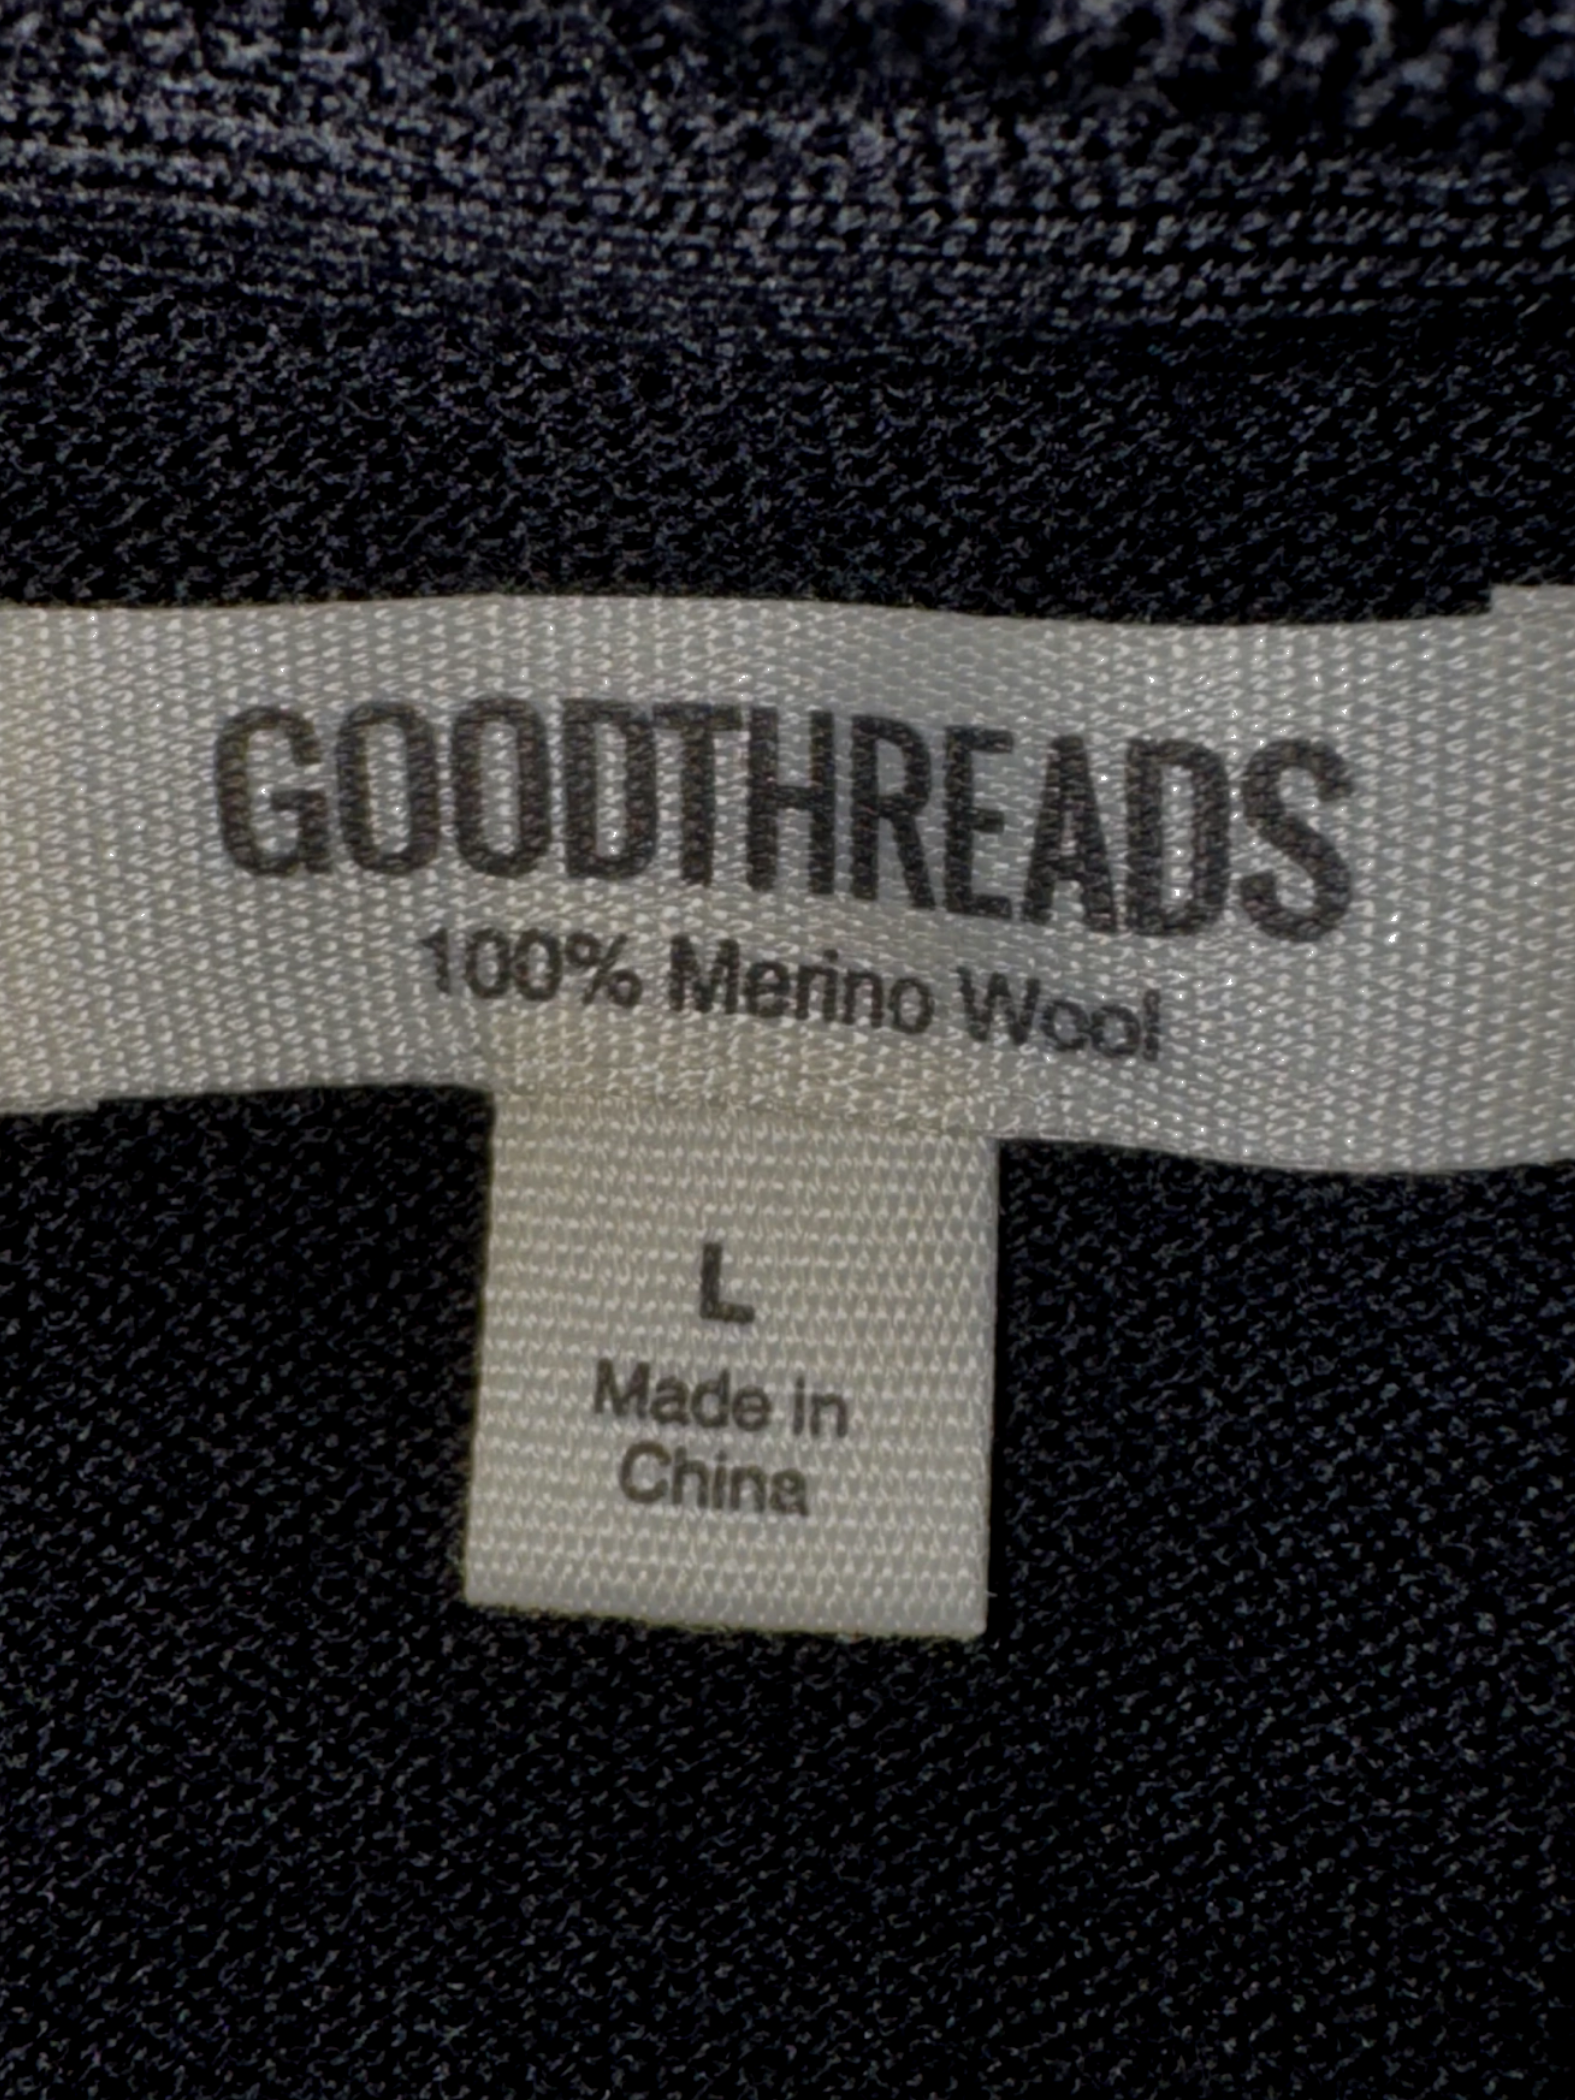 GOODTHREADS
100% Merino Wool
L
Made in
China